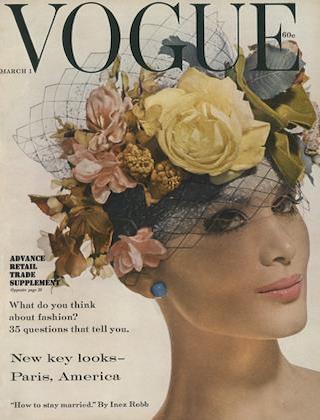 VOGUE
60c
MARCH 1
ADVANCE
RETAIL
TRADE
SUPPLEMENT
Opposite page 38
What do you think
about fashion?
35 questions that tell you.
New key looks–
Paris, America
"How to stay married." By Inez Robb